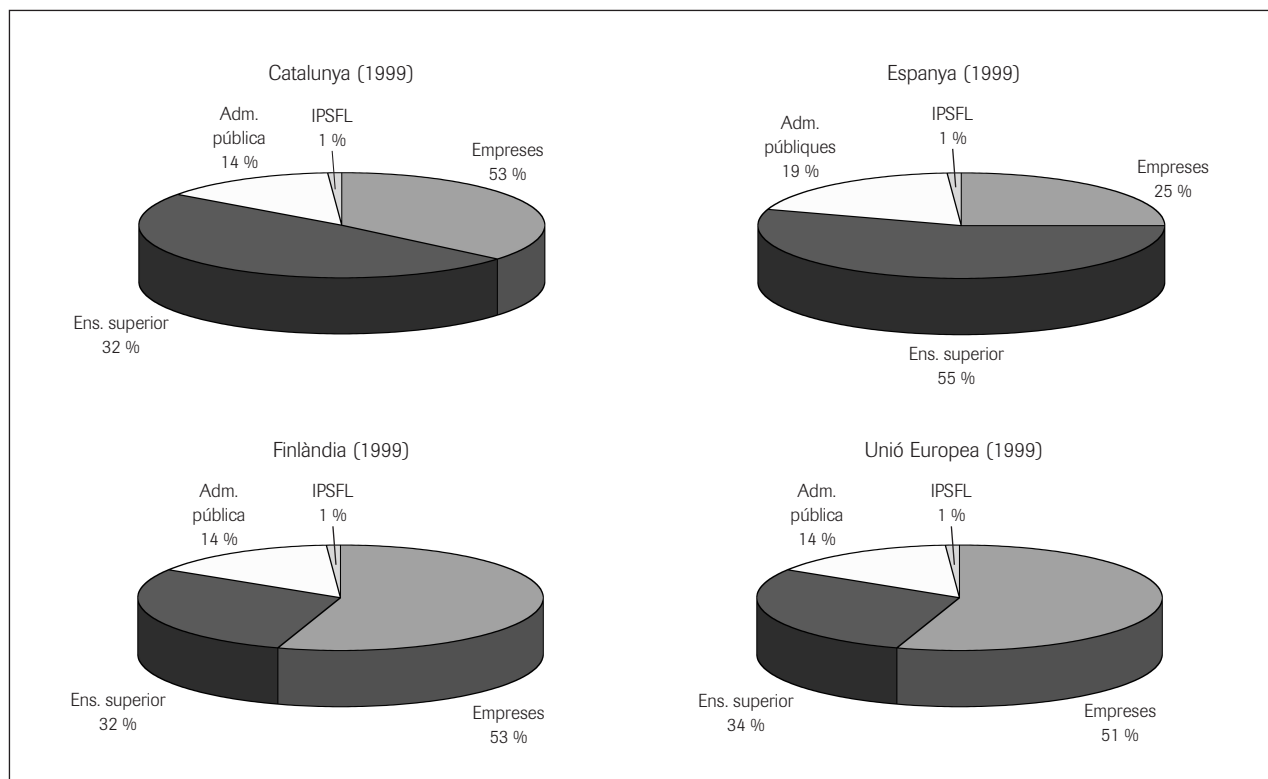 Catalunya (1999)
Adm.
pública
14 %
IPSFL
1 %
Empreses
53 %
Ens. superior
32 %
Espanya (1999)
Adm.
públiques
19 %
IPSFL
1 %
Empreses
25 %
Ens. superior
55 %
Finlàndia (1999)
Adm.
pública
14 %
IPSFL
1 %
Ens. superior
32 %
Empreses
53 %
Unió Europea (1999)
Adm.
pública
14 %
IPSFL
1 %
Ens. superior
34 %
Empreses
51 %